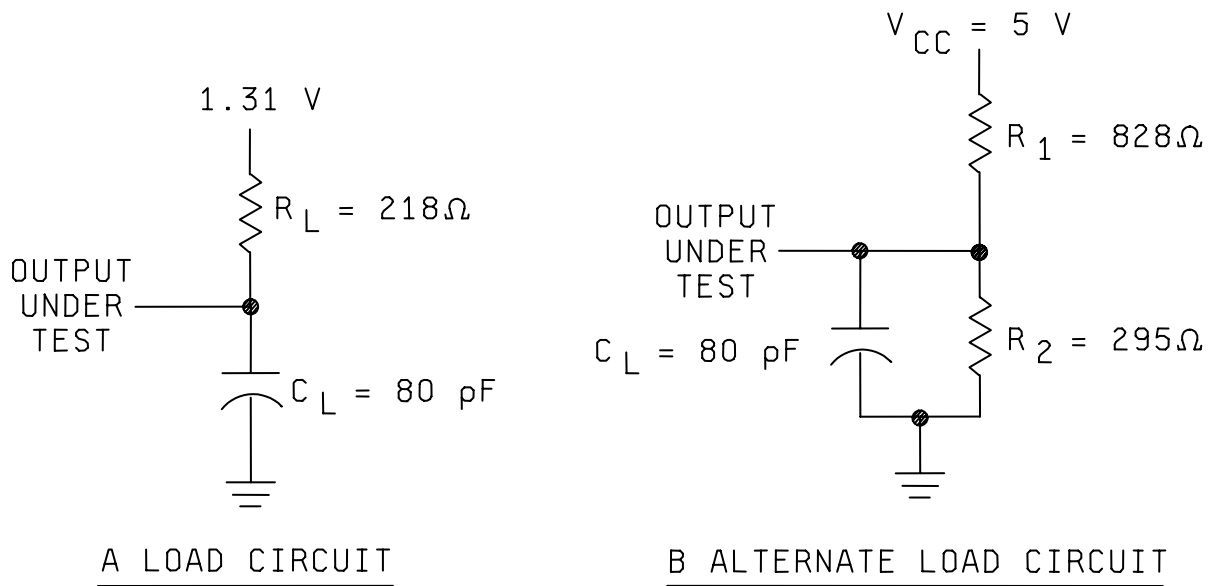 1.31 V
R L = 218Ω
OUTPUT
UNDER
TEST
C L = 80 pF
A LOAD CIRCUIT
V CC = 5 V
R 1 = 828Ω
OUTPUT
UNDER
TEST
C L = 80 pF
R 2 = 295Ω
B ALTERNATE LOAD CIRCUIT